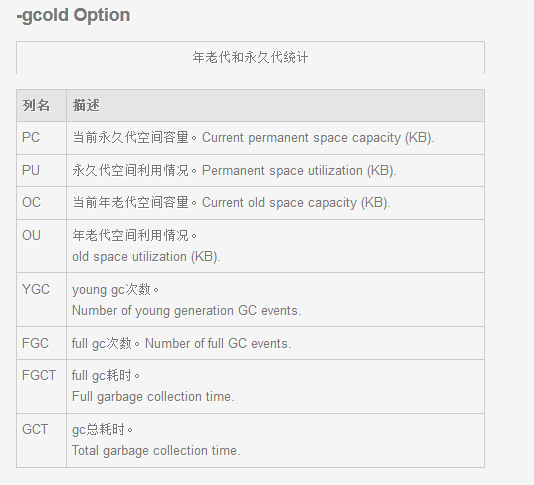 -gcold Option
年老代和永久代统计
列名 描述
PC 当前永久代空间容量。Current permanent space capacity (KB).
PU 永久代空间利用情况。Permanent space utilization (KB).
OC 当前年老代空间容量。Current old space capacity (KB).
OU 年老代空间利用情况。
old space utilization (KB).
YGC young gc次数。
Number of young generation GC events.
FGC full gc次数。Number of full GC events.
FGCT full gc耗时。
Full garbage collection time.
GCT gc总耗时。
Total garbage collection time.